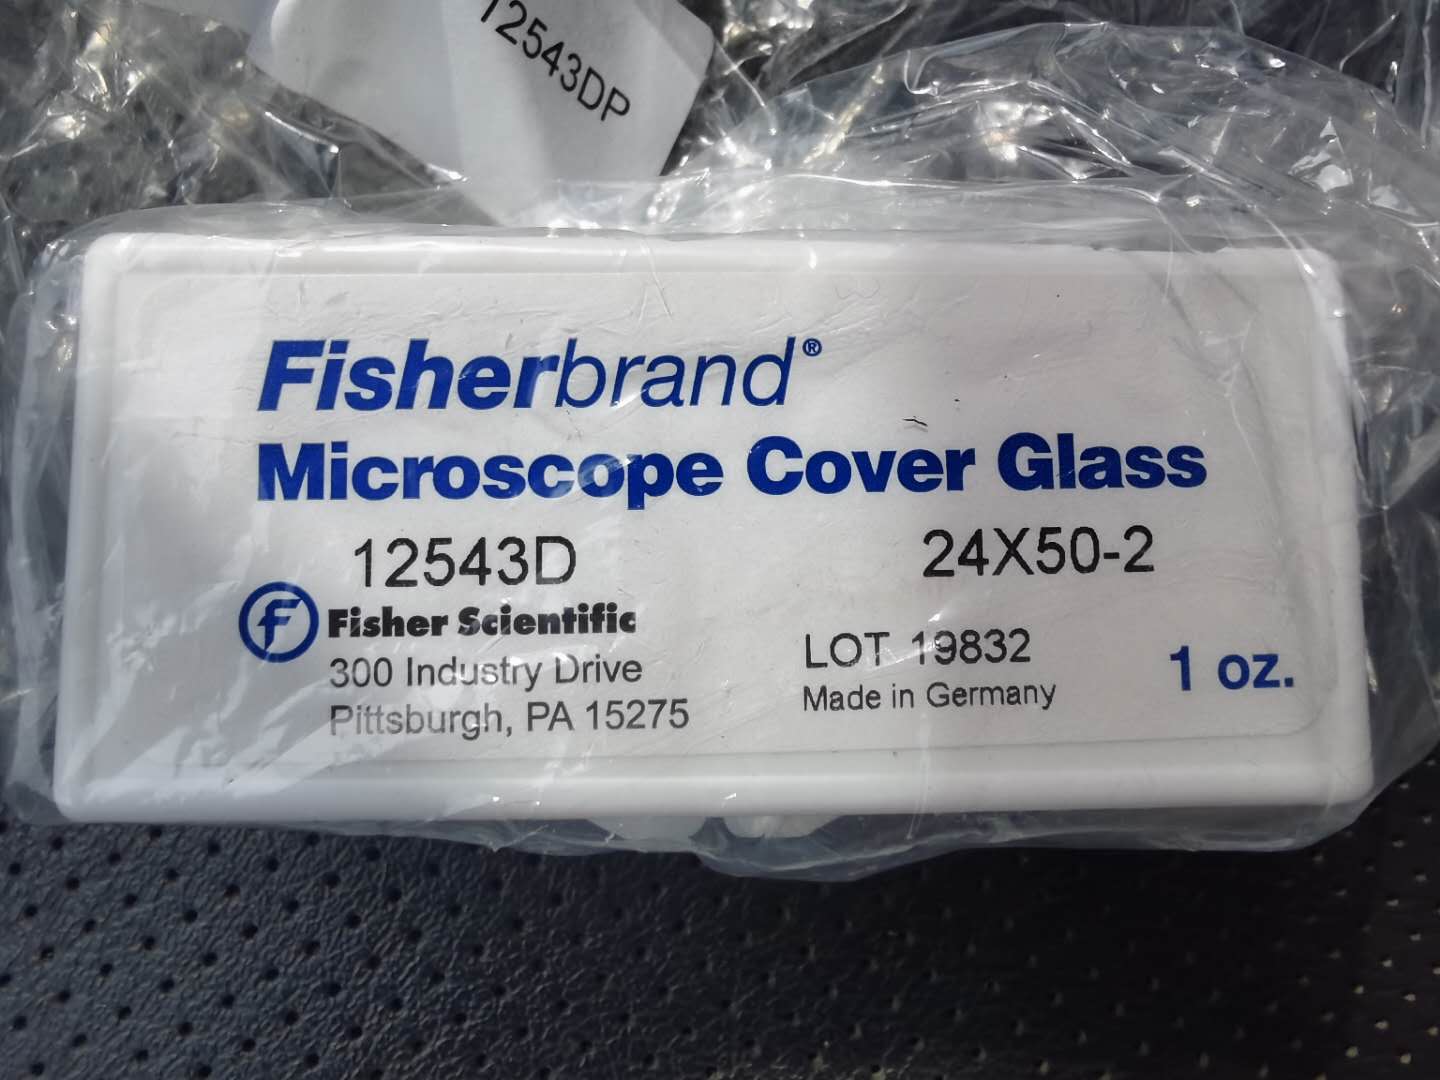 12543DP
Fisherbrand®
Microscope Cover Glass
12543D 24X50-2
Fisher Scientific
300 Industry Drive
Pittsburgh, PA 15275
LOT 19832
Made in Germany
1 oz.